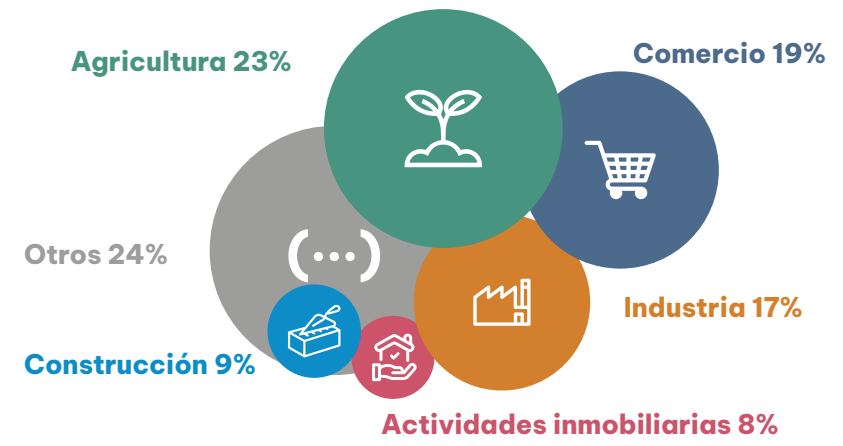 Agricultura 23%
Comercio 19%
Otros 24%
Industria 17%
Construcción 9%
Actividades inmobiliarias 8%